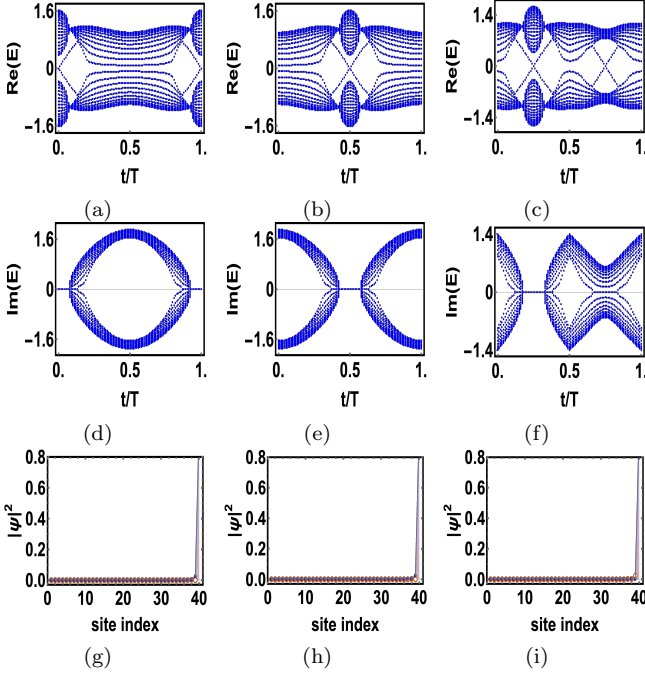 Re(E)
1.6
0
−1.6
0.
0.5
1.
t/T
(a)
Re(E)
1.6
0
−1.6
0.
0.5
1.
t/T
(b)
Re(E)
1.4
0
−1.4
0.
0.5
1.
t/T
(c)
Im(E)
1.6
0
−1.6
0.
0.5
1.
t/T
(d)
Im(E)
1.6
0
−1.6
0.
0.5
1.
t/T
(e)
Im(E)
1.4
0
−1.4
0.
0.5
1.
t/T
(f)
|ψ|²
0.8
0.6
0.4
0.2
0.0
0 10 20 30 40
site index
(g)
|ψ|²
0.8
0.6
0.4
0.2
0.0
0 10 20 30 40
site index
(h)
|ψ|²
0.8
0.6
0.4
0.2
0.0
0 10 20 30 40
site index
(i)